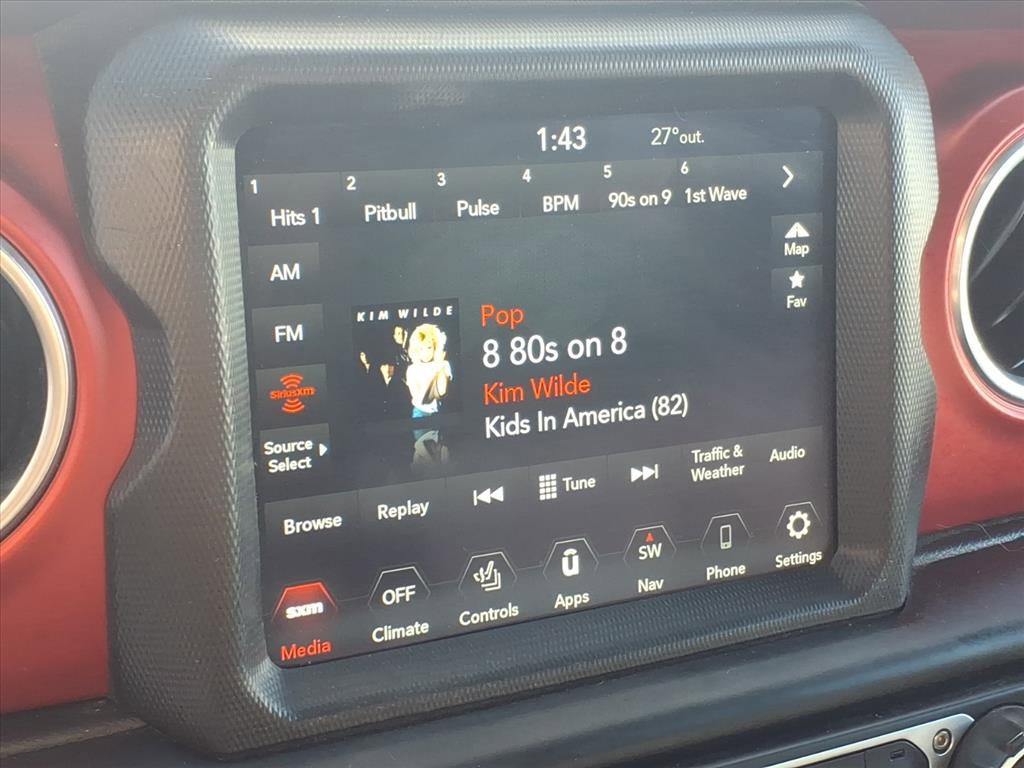 1:43
27°out.
1 Hits 1
2 Pitbull
3 Pulse
4 BPM
5 90s on 9
6 1st Wave
AM
Map
FM
Fav
SiriusXM
KIM WILDE
Pop
8 80s on 8
Kim Wilde
Kids In America (82)
Source
Select
Browse
Replay
Tune
Traffic &
Weather
Audio
sxm
Media
OFF
Climate
Controls
Apps
SW
Nav
Phone
Settings